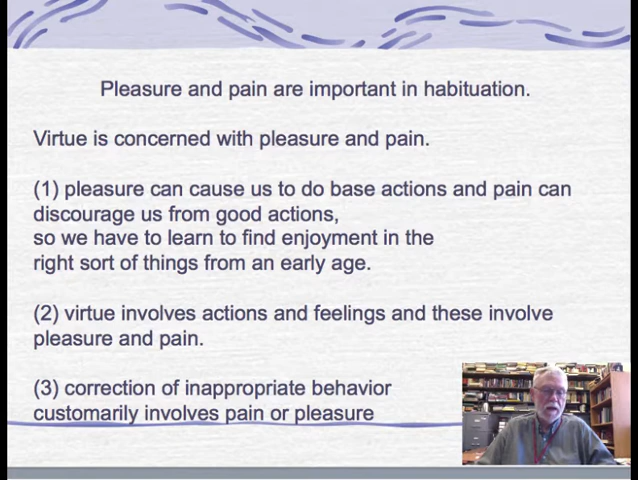 Pleasure and pain are important in habituation.
Virtue is concerned with pleasure and pain.
(1) pleasure can cause us to do base actions and pain can
discourage us from good actions,
so we have to learn to find enjoyment in the
right sort of things from an early age.
(2) virtue involves actions and feelings and these involve
pleasure and pain.
(3) correction of inappropriate behavior
customarily involves pain or pleasure